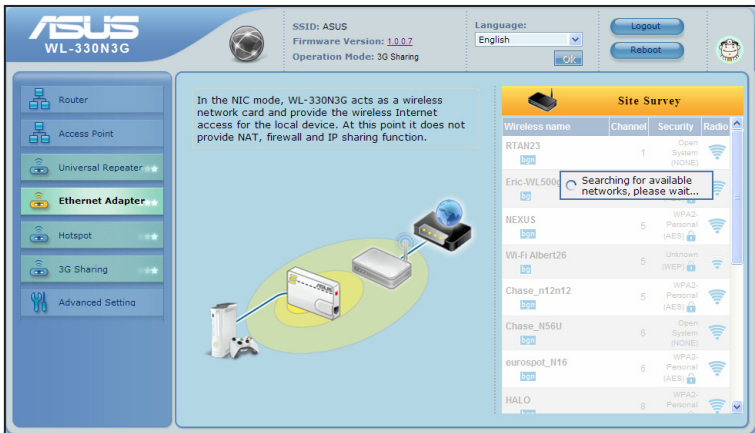 ASUS
WL-330N3G
SSID: ASUS
Firmware Version: 1.0.0.7
Operation Mode: 3G Sharing
Language:
English
Ok
Logout
Reboot
Router
Access Point
Universal Repeater
Ethernet Adapter
Hotspot
3G Sharing
Advanced Setting
In the NIC mode, WL-330N3G acts as a wireless
network card and provide the wireless Internet
access for the local device. At this point it does not
provide NAT, firewall and IP sharing function.
Site Survey
Wireless name Channel Security Radio
RTAN23
bgn
1
Open
System
(NONE)
Eric-WL500g
bg
Searching for available
networks, please wait...
(AES)
NEXUS
bgn
5
WPA2-
Personal
(AES)
Wi-Fi Albert26
bg
5
Unknown
(WEP)
Chase_n12n12
bgn
5
WPA2-
Personal
(AES)
Chase_N56U
bgn
6
Open
System
(NONE)
eurospot_N16
bgn
6
WPA2-
Personal
(AES)
HALO
bgn
8
WPA2-
Personal
(AES)